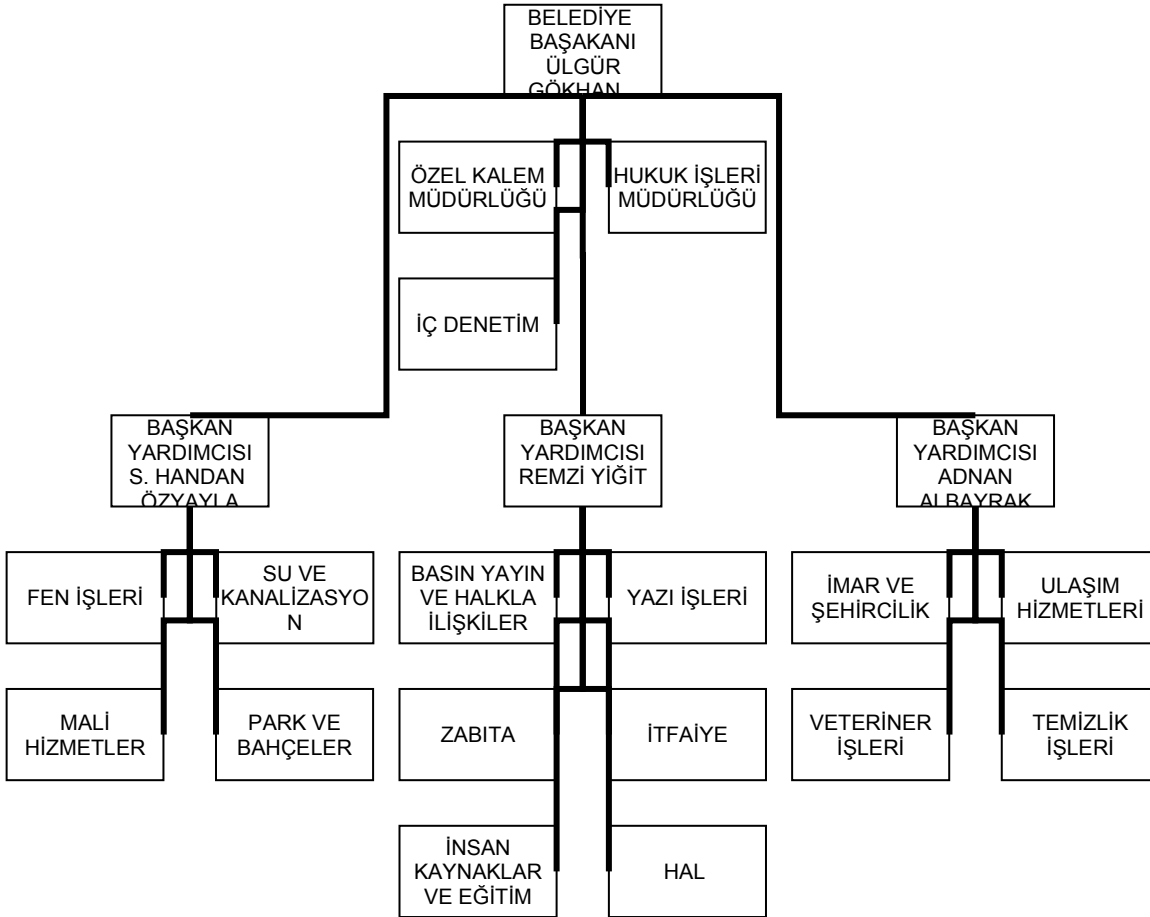 BELEDİYE
BAŞAKANI
ÜLGÜR
GÖKHAN
ÖZEL KALEM
MÜDÜRLÜĞÜ
HUKUK İŞLERİ
MÜDÜRLÜĞÜ
İÇ DENETİM
BAŞKAN
YARDIMCISI
S. HANDAN
ÖZYAYLA
BAŞKAN
YARDIMCISI
REMZİ YİĞİT
BAŞKAN
YARDIMCISI
ADNAN
ALBAYRAK
FEN İŞLERİ
SU VE
KANALİZASYO
N
BASIN YAYIN
VE HALKLA
İLİŞKİLER
YAZI İŞLERİ
İMAR VE
ŞEHİRCİLİK
ULAŞIM
HİZMETLERİ
MALİ
HİZMETLER
PARK VE
BAHÇELER
ZABITA
İTFAİYE
VETERİNER
İŞLERİ
TEMİZLİK
İŞLERİ
İNSAN
KAYNAKLAR
VE EĞİTİM
HAL